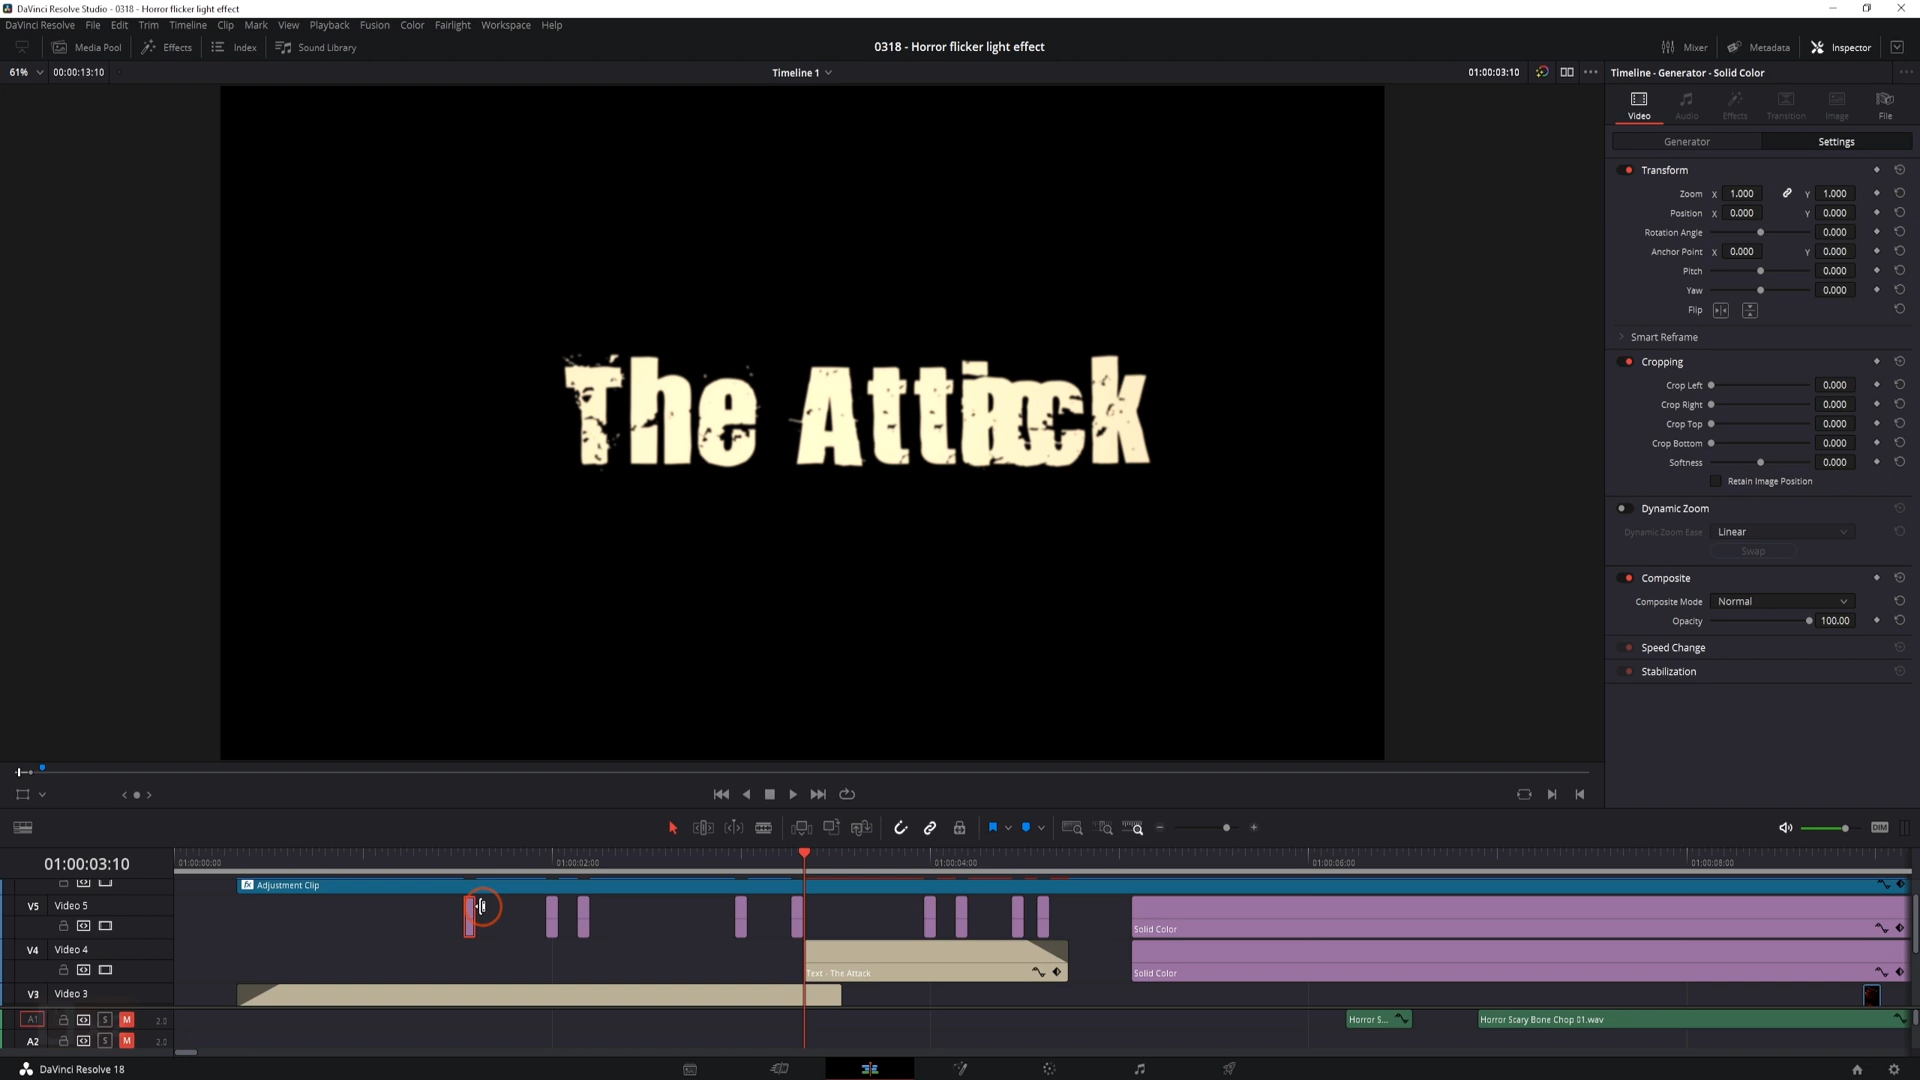 DaVinci Resolve Studio - 0318 - Horror flicker light effect
DaVinci Resolve File Edit Trim Timeline Clip Mark View Playback Fusion Color Fairlight Workspace Help
Media Pool Effects Index Sound Library 0318 - Horror flicker light effect Mixer Metadata Inspector
61% 00:00:13:10 Timeline 1 01:00:03:10 Timeline - Generator - Solid Color
Video Audio Effects Transition Image File
Generator Settings
Transform
Zoom X 1.000 Y 1.000
Position X 0.000 Y 0.000
Rotation Angle 0.000
Anchor Point X 0.000 Y 0.000
Pitch 0.000
Yaw 0.000
Flip
Smart Reframe
Cropping
Crop Left 0.000
Crop Right 0.000
Crop Top 0.000
Crop Bottom 0.000
Softness 0.000
Retain Image Position
Dynamic Zoom
Dynamic Zoom Ease Linear
Swap
Composite
Composite Mode Normal
Opacity 100.00
Speed Change
Stabilization
The
DIM
01:00:03:10 01:00:00:00 01:00:02:00 01:00:04:00 01:00:06:00 01:00:08:00
fx Adjustment Clip
V5 Video 5
Solid Color
V4 Video 4
Text - The Attack Solid Color
V3 Video 3
A1 S M 2.0 Horror S... Horror Scary Bone Chop 01.wav
A2 S M 2.0
DaVinci Resolve 18